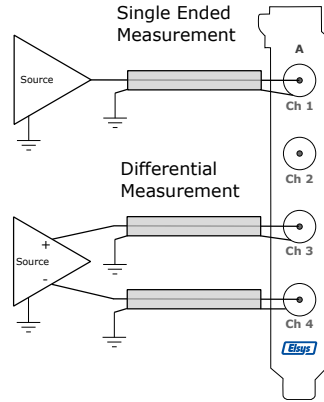 Single Ended
Measurement
A
Source
Ch 1
Ch 2
Differential
Measurement
+
Source
-
Ch 3
Ch 4
Elsys